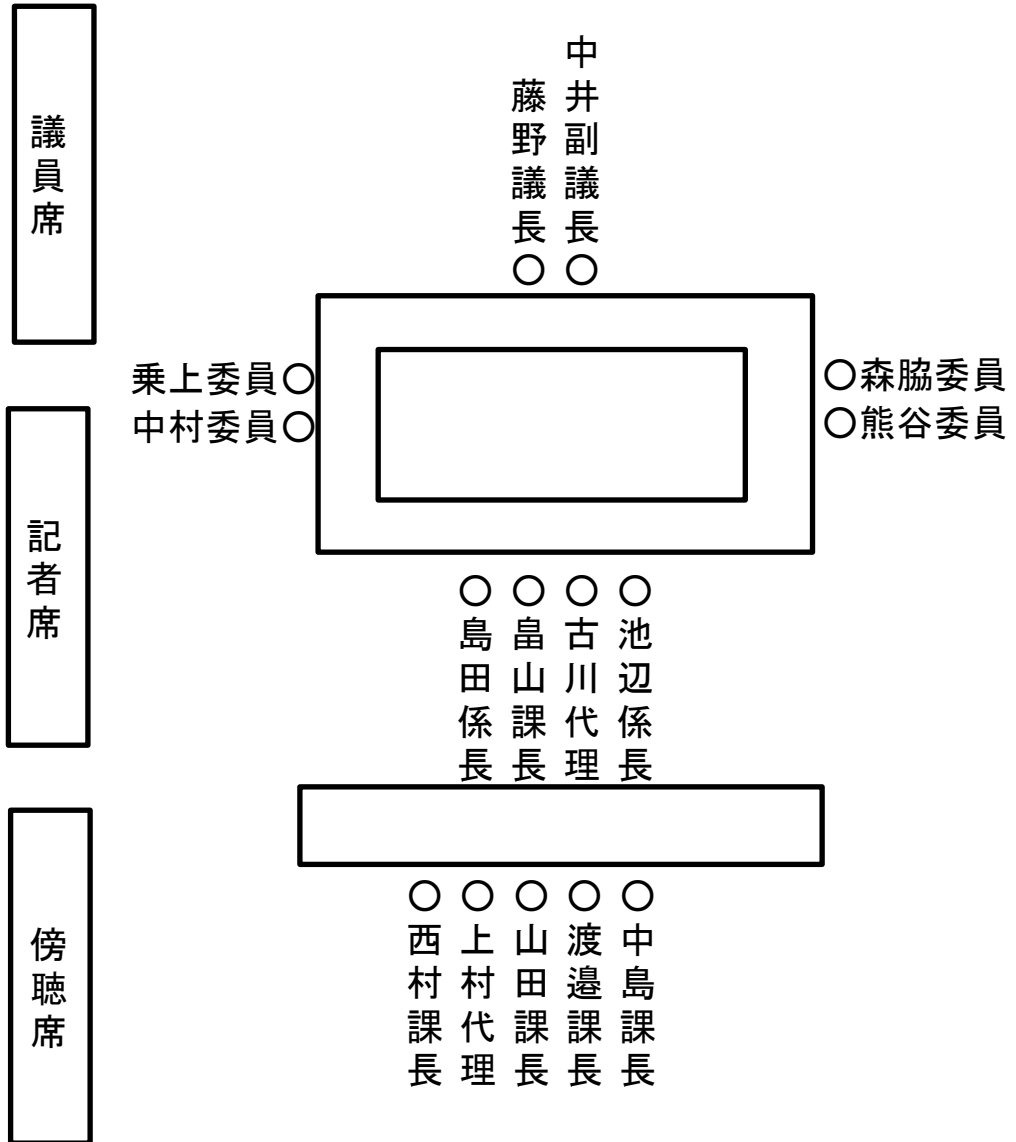 議員席
中井副議長
藤野議長
○○
乗上委員○
中村委員○
○森脇委員
○熊谷委員
記者席
○島田係長
○畠山課長
○古川代理
○池辺係長
傍聴席
○西村課長
○上村代理
○山田課長
○渡邉課長
○中島課長